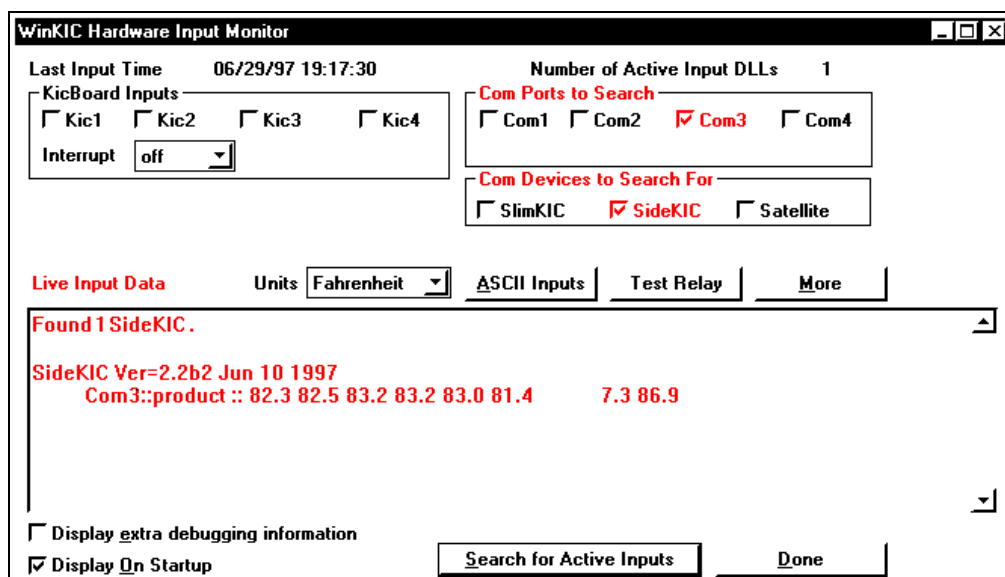 WinKIC Hardware Input Monitor
Last Input Time 06/29/97 19:17:30 Number of Active Input DLLs 1
KicBoard Inputs
Kic1 Kic2 Kic3 Kic4
Interrupt off
Com Ports to Search
Com1 Com2 Com3 Com4
Com Devices to Search For
SlimKIC SideKIC Satellite
Live Input Data Units Fahrenheit ASCII Inputs Test Relay More
Found 1 SideKIC.
SideKIC Ver=2.2b2 Jun 10 1997
Com3::product :: 82.3 82.5 83.2 83.2 83.0 81.4 7.3 86.9
Display extra debugging information
Display On Startup
Search for Active Inputs Done